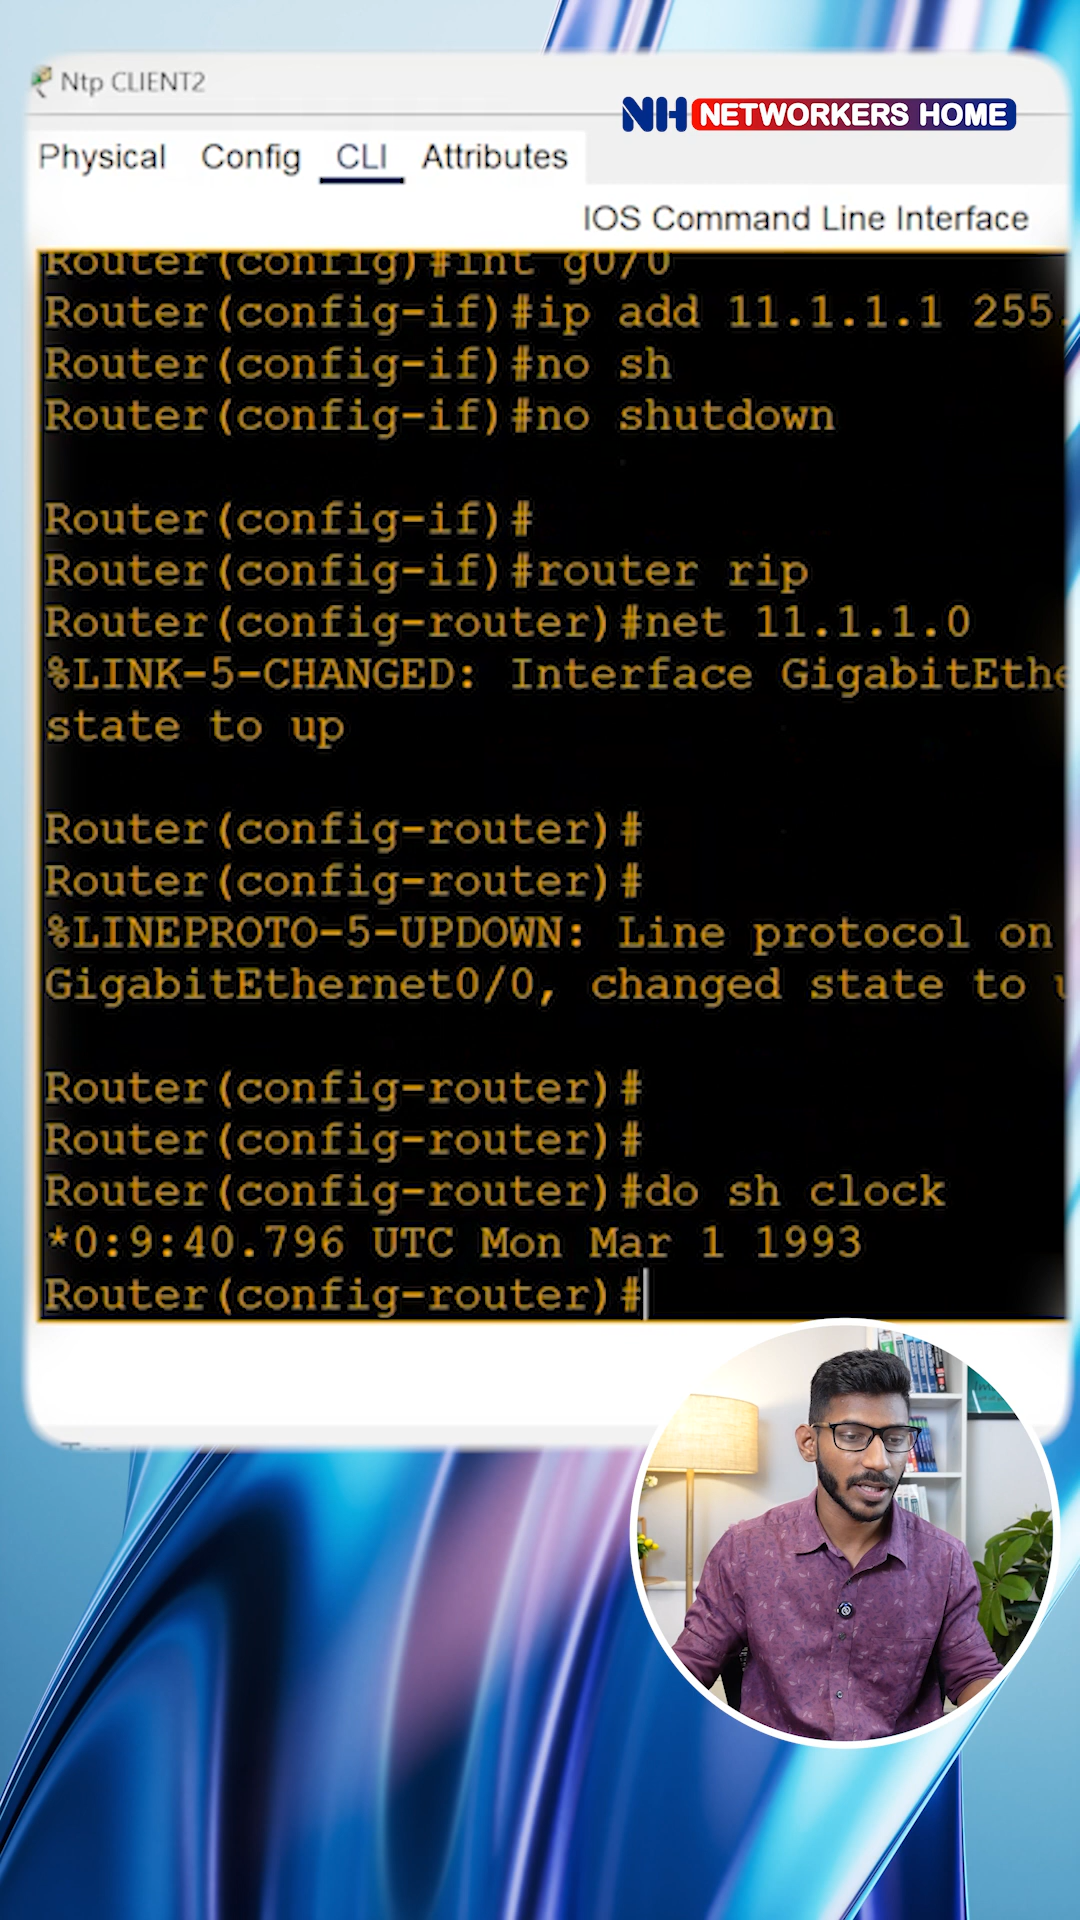 Ntp CLIENT2
NH NETWORKERS HOME
Physical Config CLI Attributes
IOS Command Line Interface
Router(config)#int g0/0
Router(config-if)#ip add 11.1.1.1 255.
Router(config-if)#no sh
Router(config-if)#no shutdown
Router(config-if)#
Router(config-if)#router rip
Router(config-router)#net 11.1.1.0
%LINK-5-CHANGED: Interface GigabitEthe
state to up
Router(config-router)#
Router(config-router)#
%LINEPROTO-5-UPDOWN: Line protocol on
GigabitEthernet0/0, changed state to u
Router(config-router)#
Router(config-router)#
Router(config-router)#do sh clock
*0:9:40.796 UTC Mon Mar 1 1993
Router(config-router)#